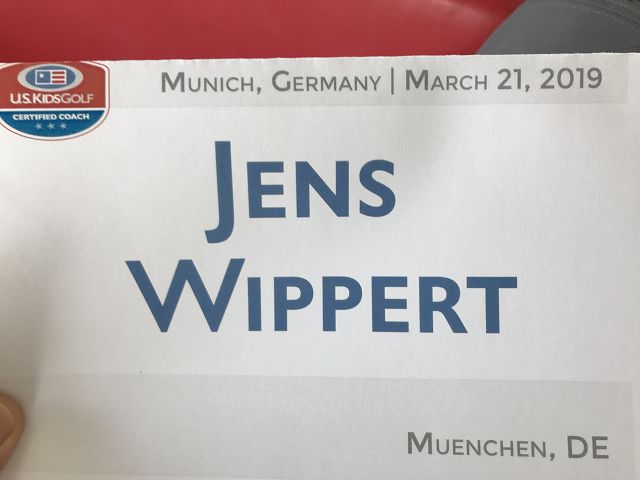 U.S.KIDSGOLF
CERTIFIED COACH
MUNICH, GERMANY | MARCH 21, 2019
JENS
WIPPERT
MUENCHEN, DE